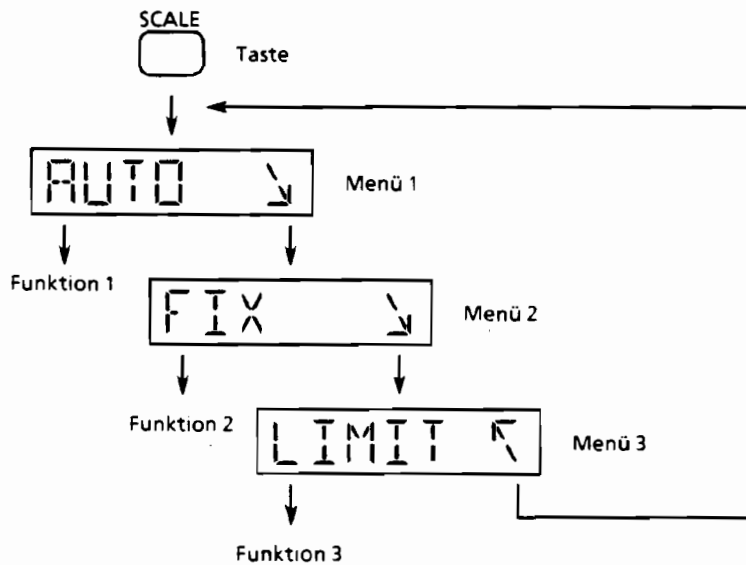 SCALE
Taste
AUTO ↘ Menü 1
Funktion 1
FIX ↘ Menü 2
Funktion 2
LIMIT ↖ Menü 3
Funktion 3